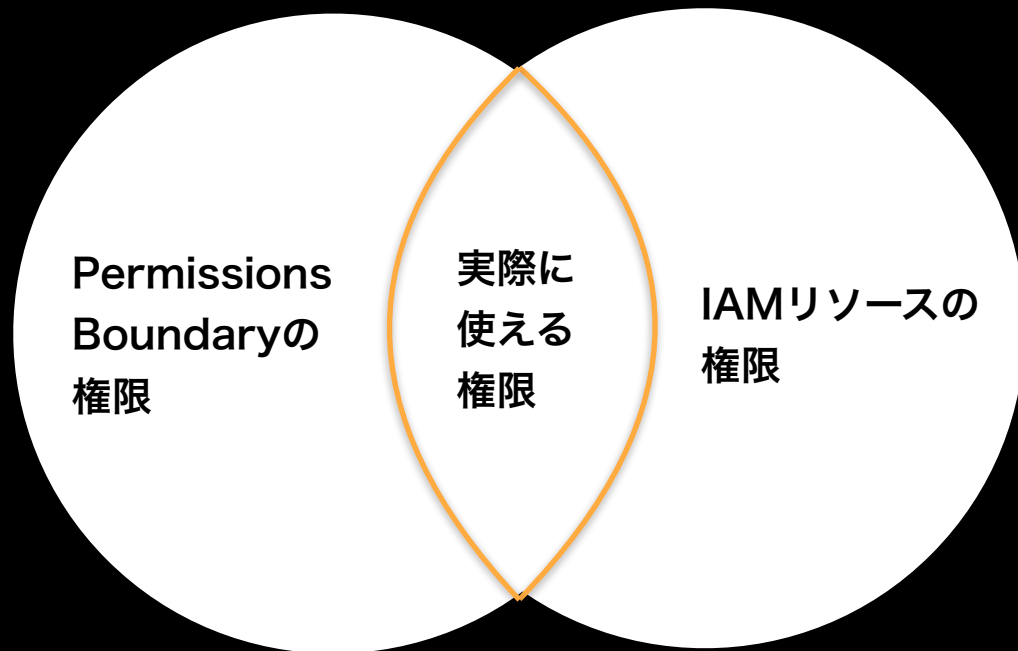 Permissions
Boundaryの
権限
実際に
使える
権限
IAMリソースの
権限